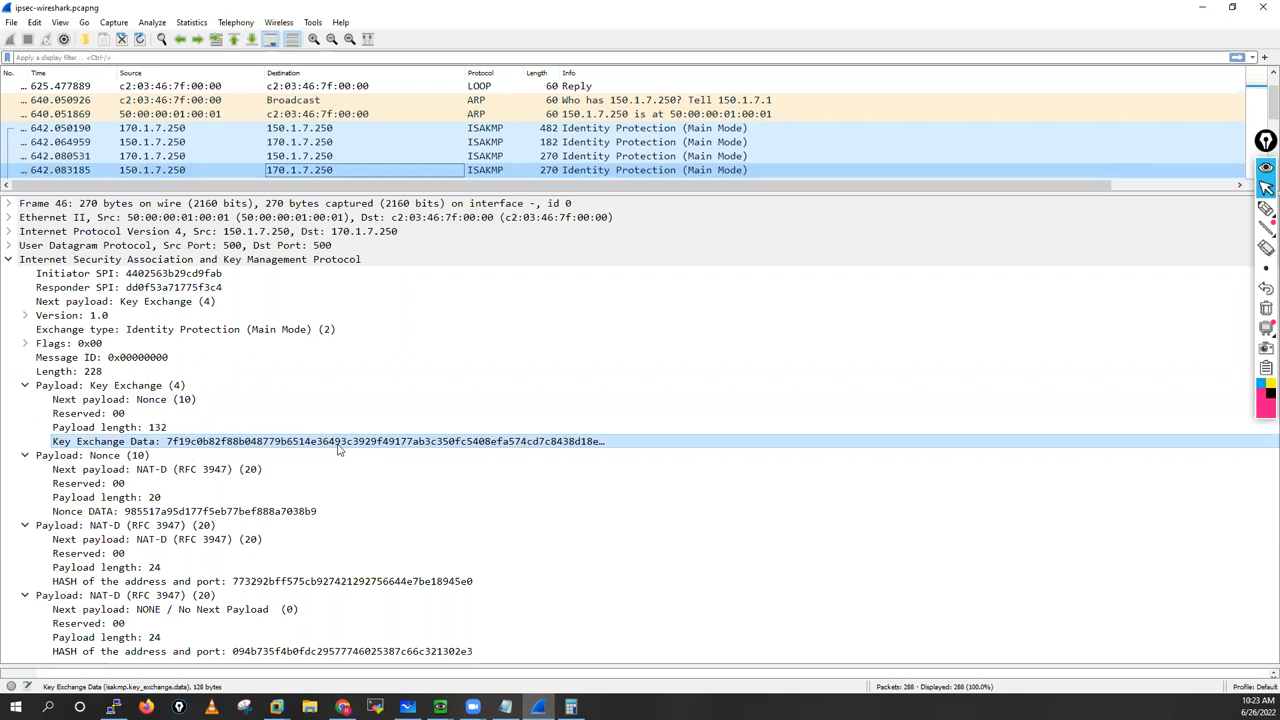 ipsec-wireshark.pcapng
File Edit View Go Capture Analyze Statistics Telephony Wireless Tools Help
Apply a display filter ... <Ctrl-/>
No. Time Source Destination Protocol Length Info
... 625.477889 c2:03:46:7f:00:00 c2:03:46:7f:00:00 LOOP 60 Reply
... 640.050926 c2:03:46:7f:00:00 Broadcast ARP 60 Who has 150.1.7.250? Tell 150.1.7.1
... 640.051869 50:00:00:01:00:01 c2:03:46:7f:00:00 ARP 60 150.1.7.250 is at 50:00:00:01:00:01
... 642.050190 170.1.7.250 150.1.7.250 ISAKMP 482 Identity Protection (Main Mode)
... 642.064959 150.1.7.250 170.1.7.250 ISAKMP 182 Identity Protection (Main Mode)
... 642.080531 170.1.7.250 150.1.7.250 ISAKMP 270 Identity Protection (Main Mode)
... 642.083185 150.1.7.250 170.1.7.250 ISAKMP 270 Identity Protection (Main Mode)
Frame 46: 270 bytes on wire (2160 bits), 270 bytes captured (2160 bits) on interface -, id 0
Ethernet II, Src: 50:00:00:01:00:01 (50:00:00:01:00:01), Dst: c2:03:46:7f:00:00 (c2:03:46:7f:00:00)
Internet Protocol Version 4, Src: 150.1.7.250, Dst: 170.1.7.250
User Datagram Protocol, Src Port: 500, Dst Port: 500
Internet Security Association and Key Management Protocol
Initiator SPI: 4402563b29cd9fab
Responder SPI: dd0f53a71775f3c4
Next payload: Key Exchange (4)
Version: 1.0
Exchange type: Identity Protection (Main Mode) (2)
Flags: 0x00
Message ID: 0x00000000
Length: 228
Payload: Key Exchange (4)
Next payload: Nonce (10)
Reserved: 00
Payload length: 132
Key Exchange Data: 7f19c0b82f88b048779b6514e36493c3929f49177ab3c350fc5408efa574cd7c8438d18e…
Payload: Nonce (10)
Next payload: NAT-D (RFC 3947) (20)
Reserved: 00
Payload length: 20
Nonce DATA: 985517a95d177f5eb77bef888a7038b9
Payload: NAT-D (RFC 3947) (20)
Next payload: NAT-D (RFC 3947) (20)
Reserved: 00
Payload length: 24
HASH of the address and port: 773292bff575cb927421292756644e7be18945e0
Payload: NAT-D (RFC 3947) (20)
Next payload: NONE / No Next Payload (0)
Reserved: 00
Payload length: 24
HASH of the address and port: 094b735f4b0fdc29577746025387c66c321302e3
Key Exchange Data (isakmp.key_exchange.data), 128 bytes
Packets: 288 · Displayed: 288 (100.0%)
Profile: Default
10:23 AM
6/26/2022